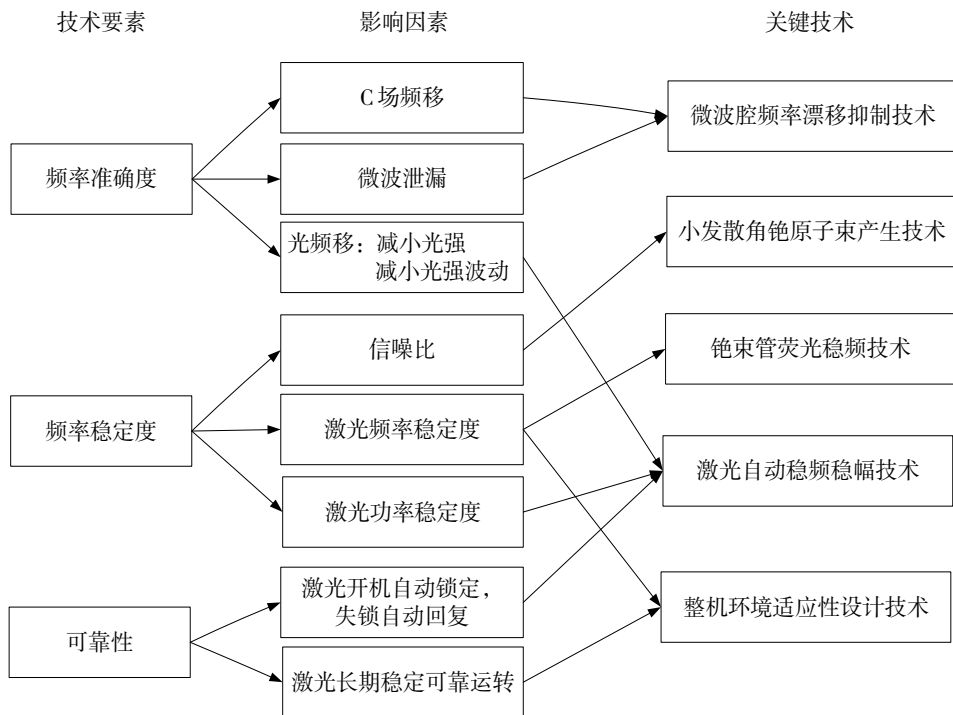 技术要素
影响因素
关键技术
C场频移
微波腔频率漂移抑制技术
频率准确度
微波泄漏
小发散角铯原子束产生技术
光频移：减小光强
减小光强波动
信噪比
铯束管荧光稳频技术
频率稳定度
激光频率稳定度
激光自动稳频稳幅技术
激光功率稳定度
激光开机自动锁定，
失锁自动回复
整机环境适应性设计技术
可靠性
激光长期稳定可靠运转